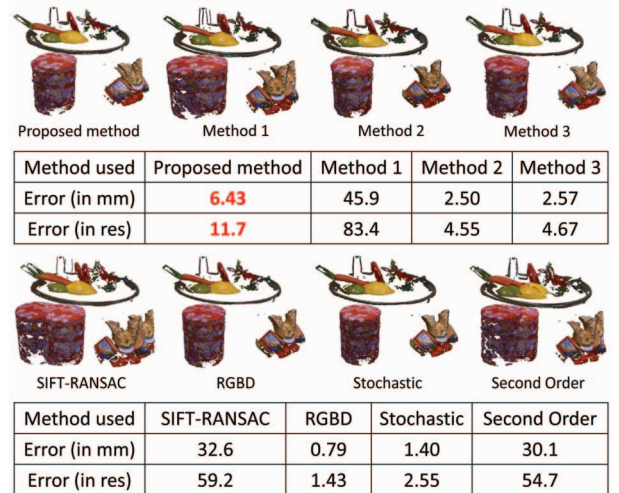 Proposed method Method 1 Method 2 Method 3
Method used Proposed method Method 1 Method 2 Method 3
Error (in mm) 6.43 45.9 2.50 2.57
Error (in res) 11.7 83.4 4.55 4.67
SIFT-RANSAC RGBD Stochastic Second Order
Method used SIFT-RANSAC RGBD Stochastic Second Order
Error (in mm) 32.6 0.79 1.40 30.1
Error (in res) 59.2 1.43 2.55 54.7